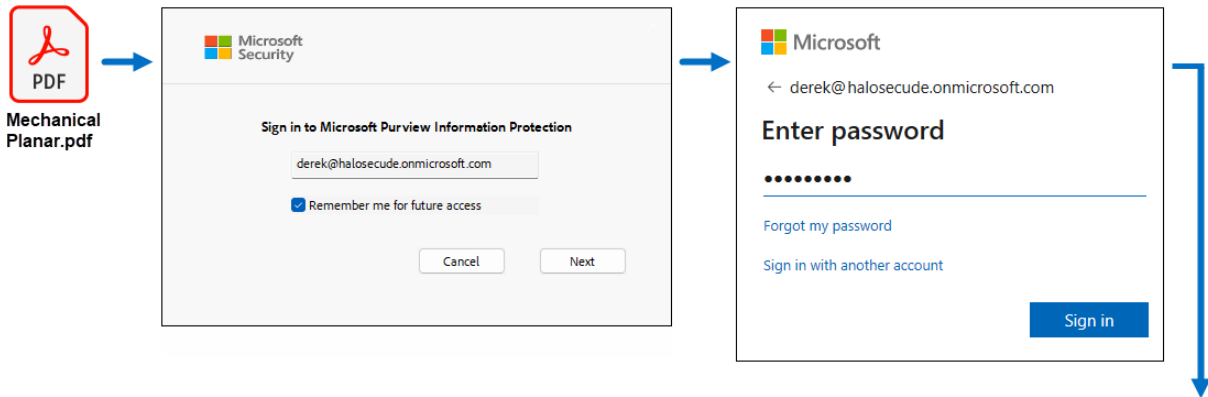 PDF
Mechanical
Planar.pdf
Microsoft
Security
Sign in to Microsoft Purview Information Protection
derek@halosecude.onmicrosoft.com
Remember me for future access
Cancel
Next
Microsoft
← derek@halosecude.onmicrosoft.com
Enter password
•••••••••
Forgot my password
Sign in with another account
Sign in